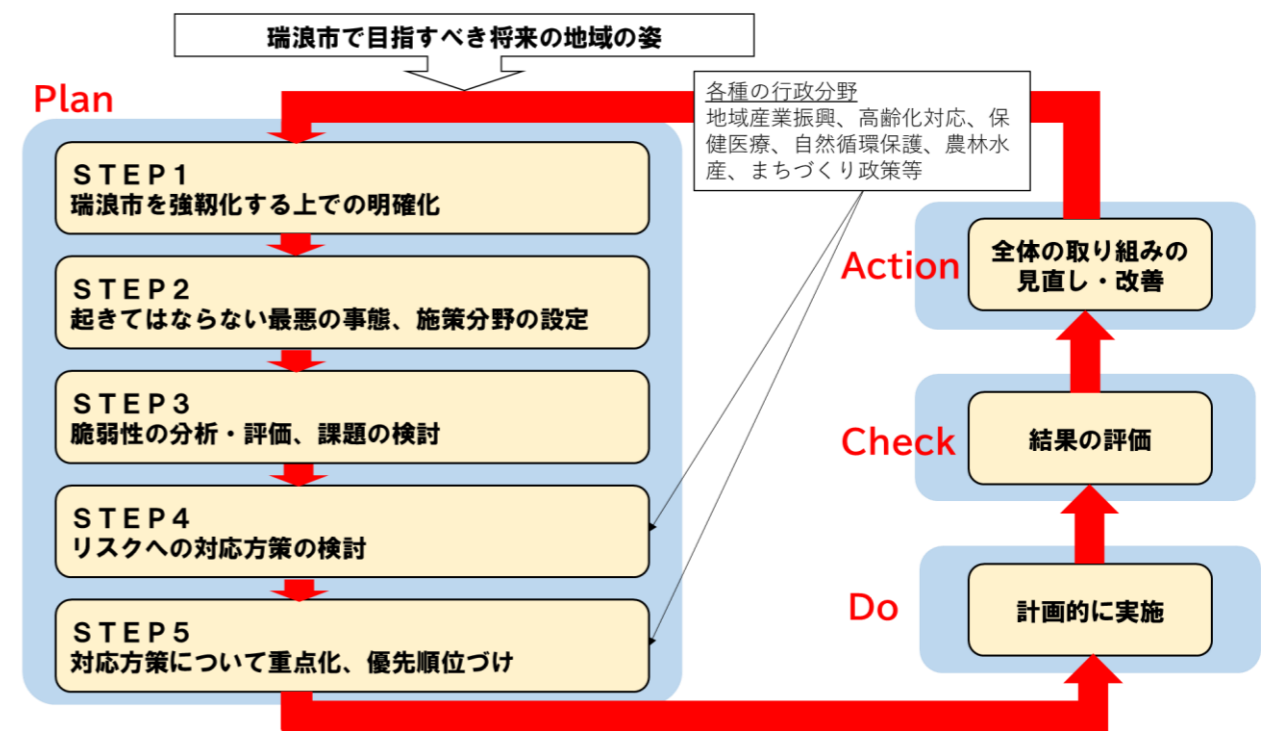 瑞浪市で目指すべき将来の地域の姿
Plan
各種の行政分野
地域産業振興、高齢化対応、保
健医療、自然循環保護、農林水
産、まちづくり政策等
ＳＴＥＰ１
瑞浪市を強靱化する上での明確化
ＳＴＥＰ２
起きてはならない最悪の事態、施策分野の設定
ＳＴＥＰ３
脆弱性の分析・評価、課題の検討
ＳＴＥＰ４
リスクへの対応方策の検討
ＳＴＥＰ５
対応方策について重点化、優先順位づけ
Action
全体の取り組みの
見直し・改善
Check
結果の評価
Do
計画的に実施